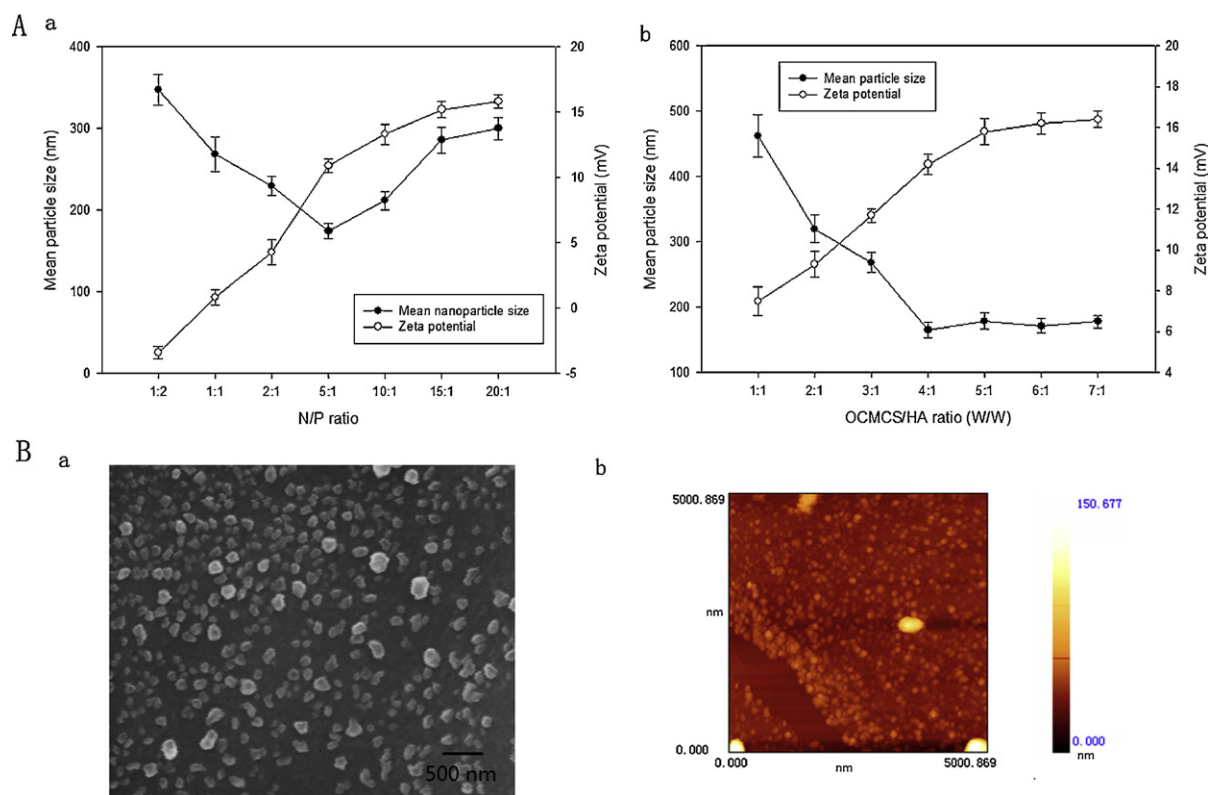 A
a
400
300
200
100
0
Mean particle size (nm)
20
15
10
5
0
-5
Zeta potential (mV)
Mean nanoparticle size
Zeta potential
1:2 1:1 2:1 5:1 10:1 15:1 20:1
N/P ratio
b
600
500
400
300
200
100
Mean particle size (nm)
20
18
16
14
12
10
8
6
4
Zeta potential (mV)
Mean particle size
Zeta potential
1:1 2:1 3:1 4:1 5:1 6:1 7:1
OCMCS/HA ratio (W/W)
B
a
500 nm
b
5000.869
nm
0.000
0.000 5000.869
nm
150.677
0.000
nm